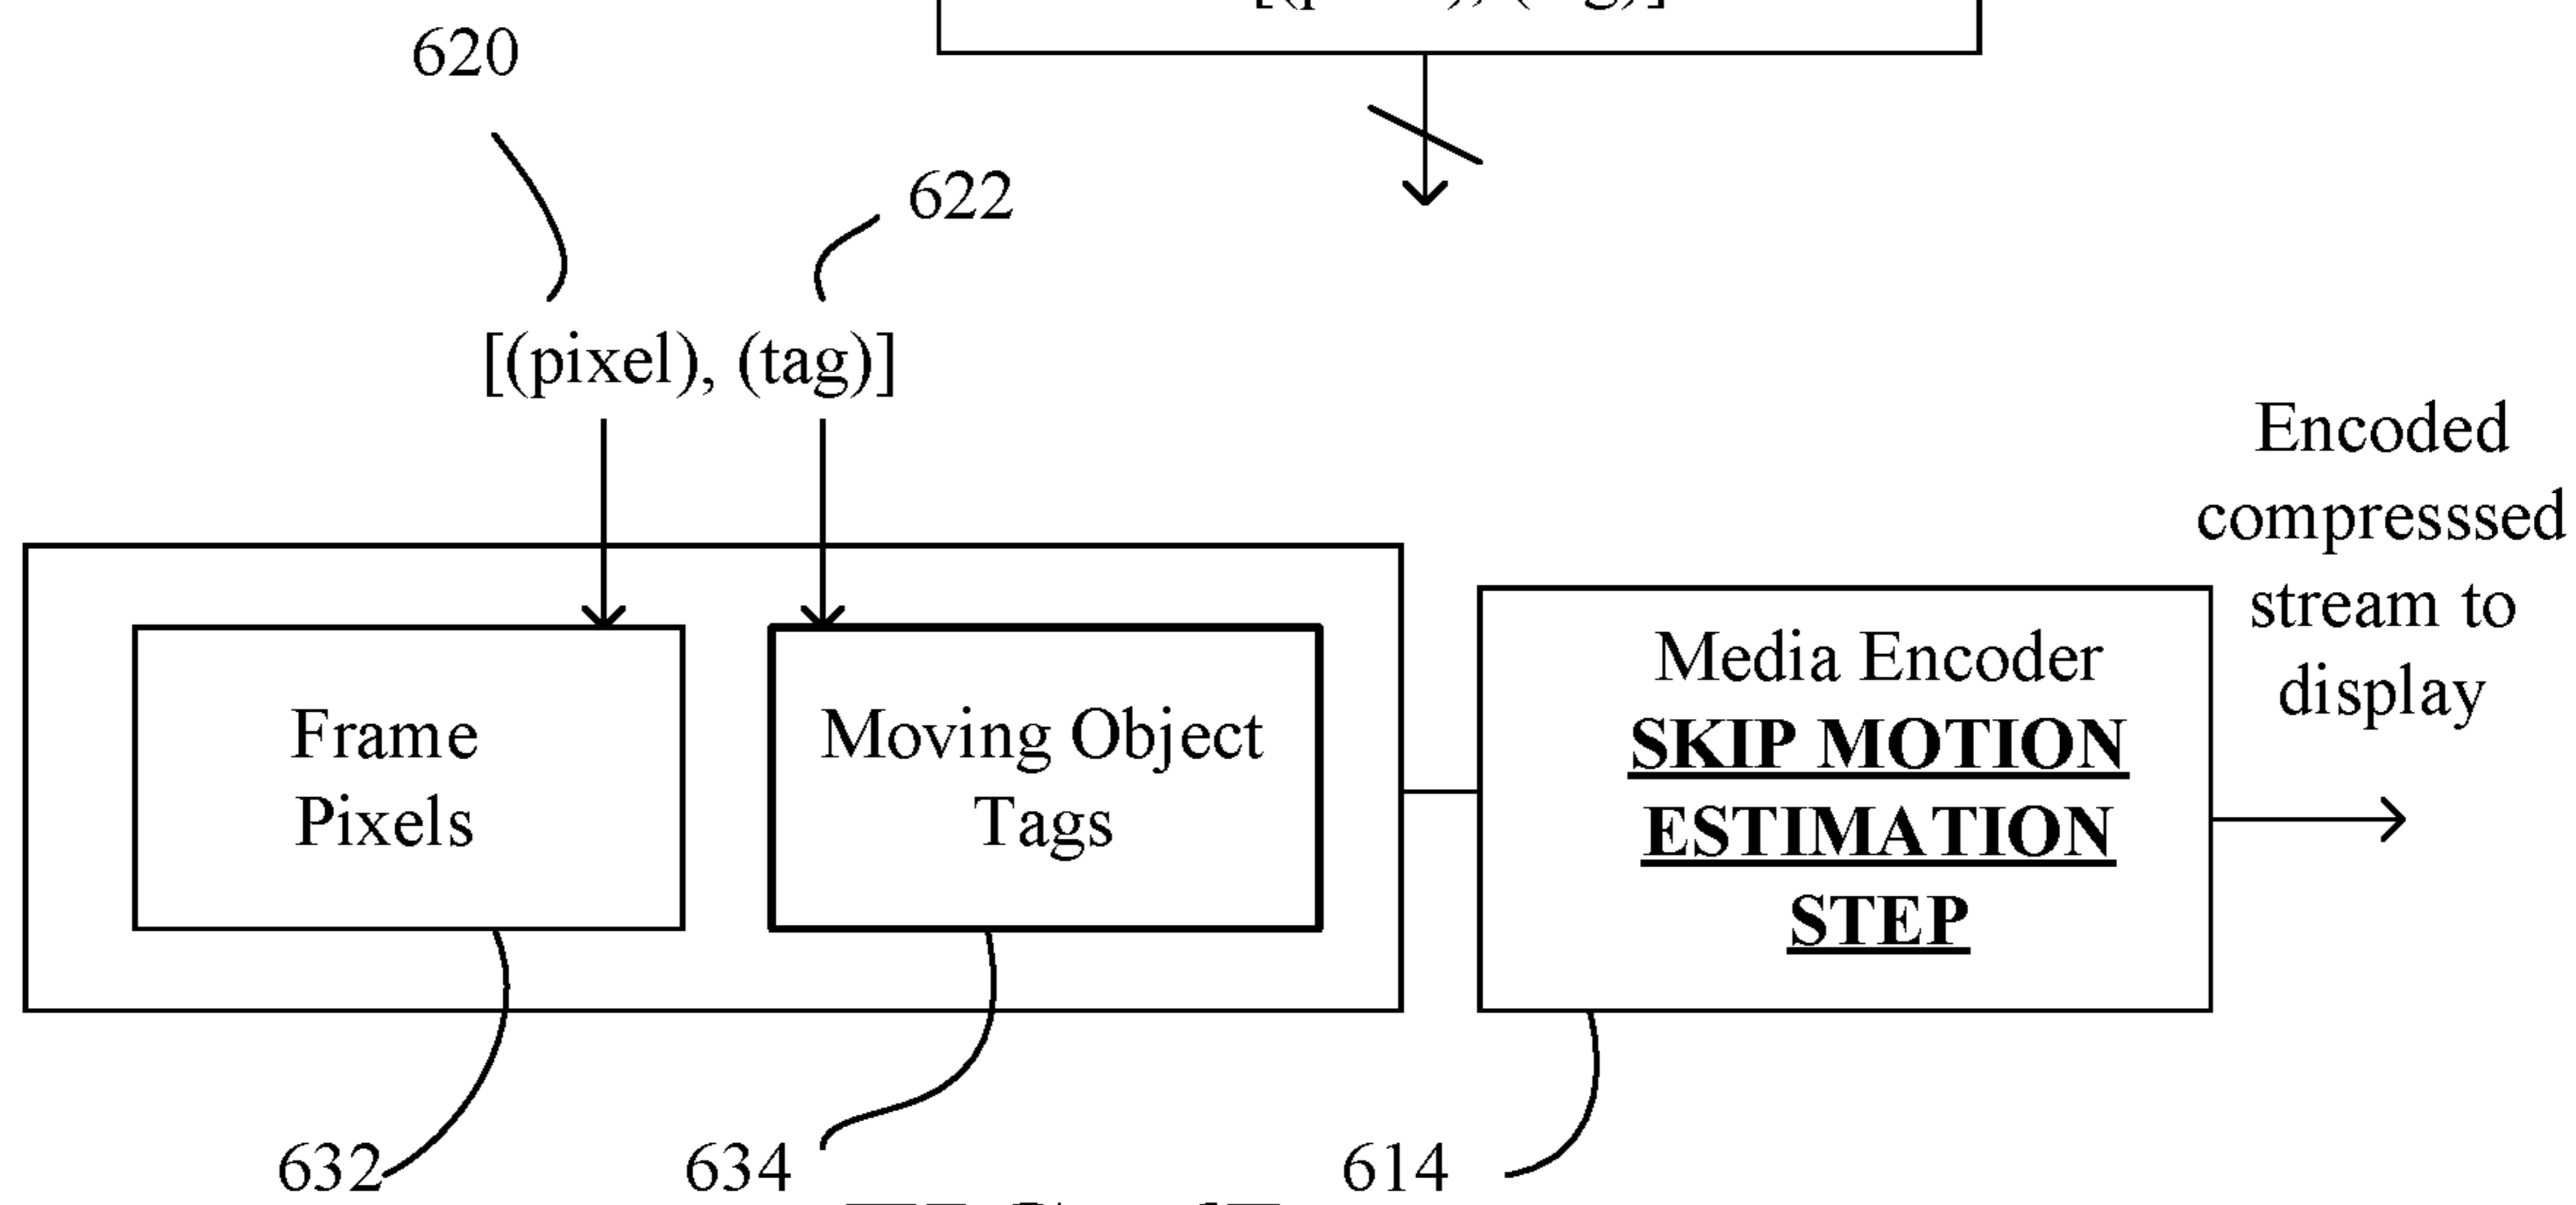 620
622
[(pixel), (tag)]
Encoded
compresssed
stream to
display
Frame
Pixels
Moving Object
Tags
Media Encoder
SKIP MOTION
ESTIMATION
STEP
632
634
614